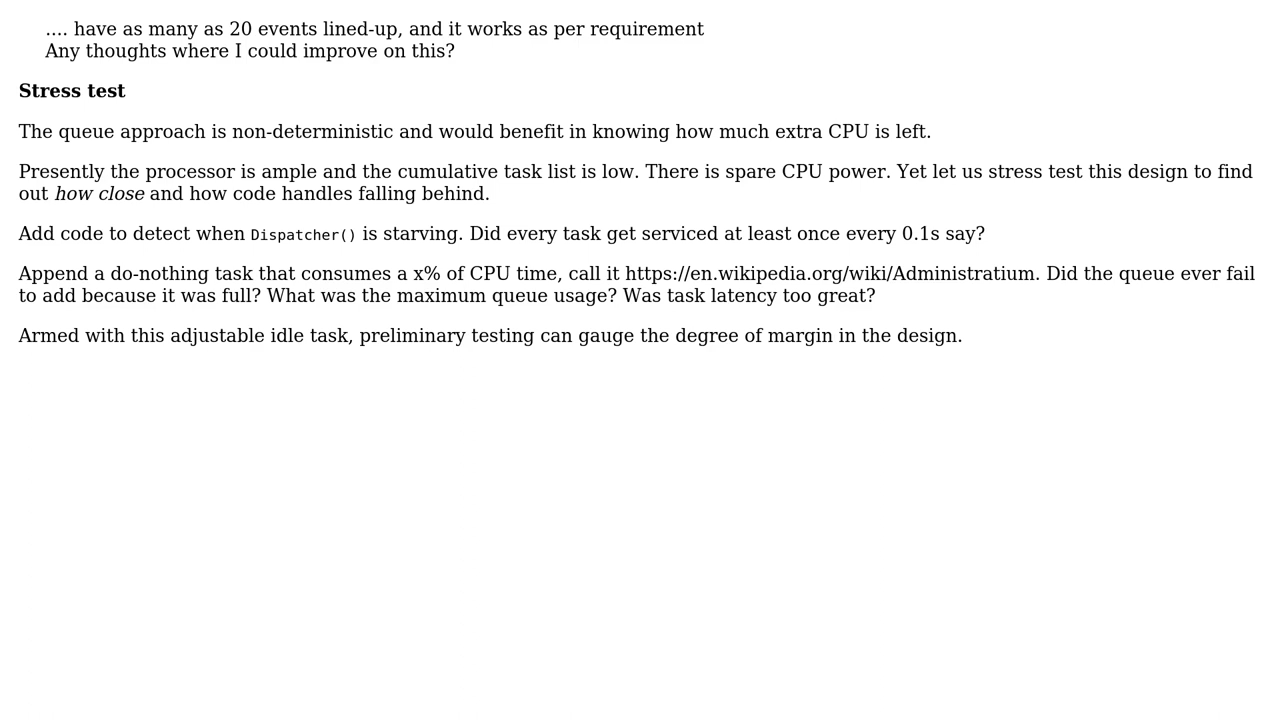 .... have as many as 20 events lined-up, and it works as per requirement
Any thoughts where I could improve on this?
Stress test
The queue approach is non-deterministic and would benefit in knowing how much extra CPU is left.
Presently the processor is ample and the cumulative task list is low. There is spare CPU power. Yet let us stress test this design to find
out how close and how code handles falling behind.
Add code to detect when Dispatcher() is starving. Did every task get serviced at least once every 0.1s say?
Append a do-nothing task that consumes a x% of CPU time, call it https://en.wikipedia.org/wiki/Administratium. Did the queue ever fail
to add because it was full? What was the maximum queue usage? Was task latency too great?
Armed with this adjustable idle task, preliminary testing can gauge the degree of margin in the design.